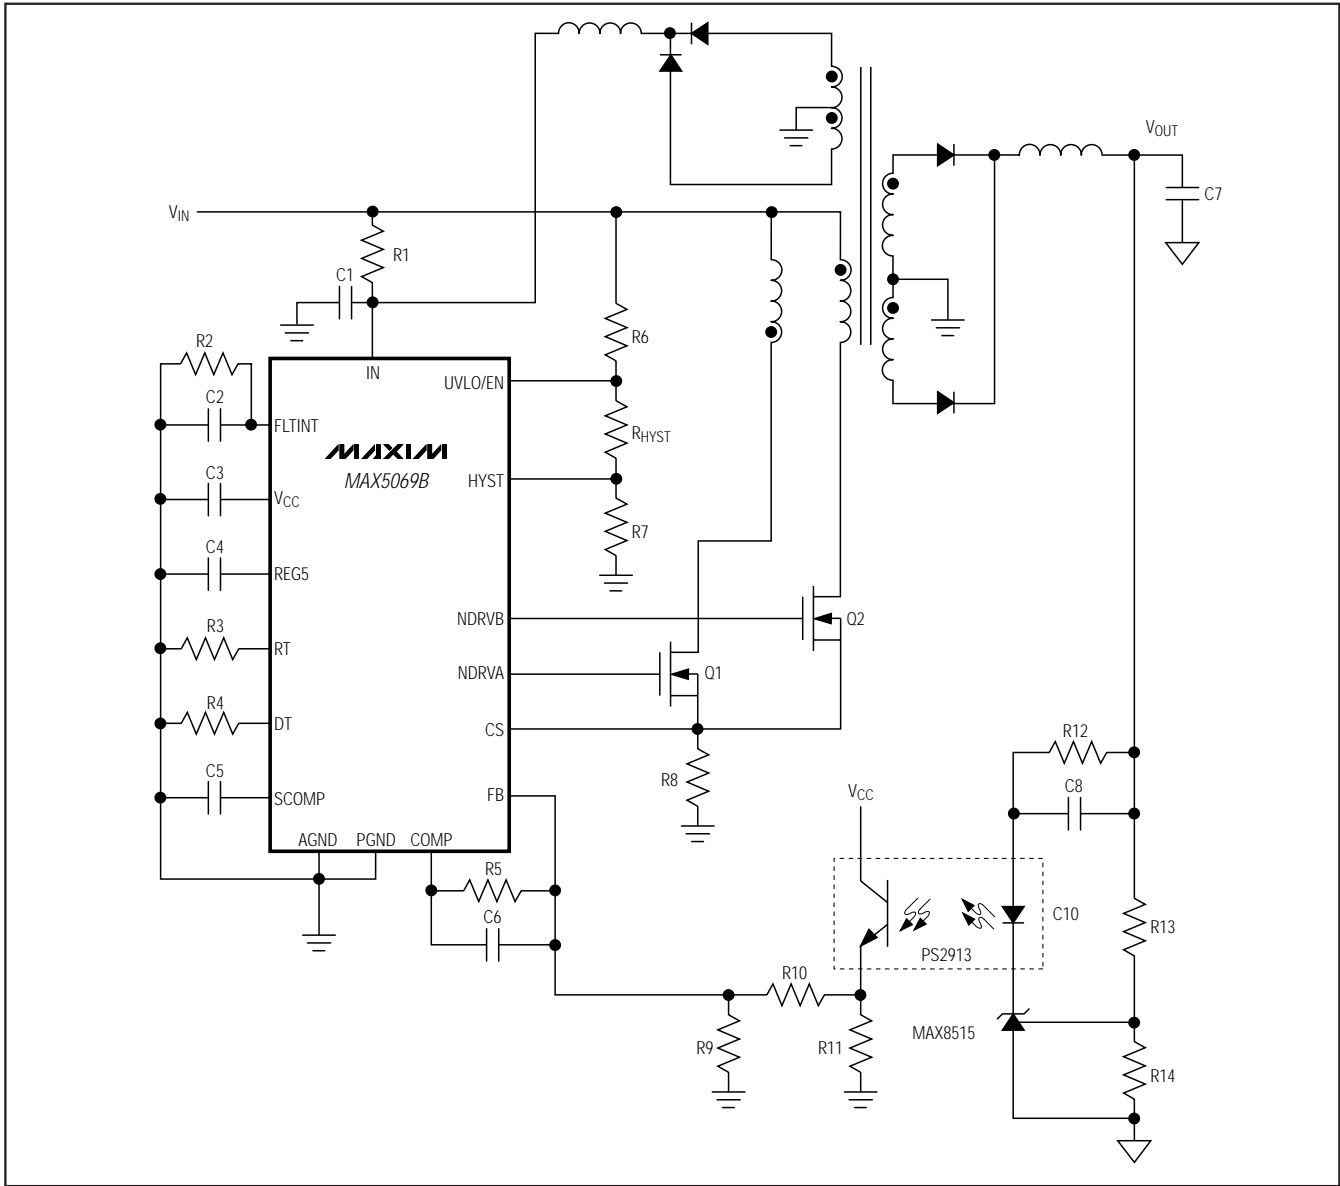 VOUT
C7
VIN
R1
C1
R6
R2
IN
UVLO/EN
C2
RHYST
FLTINT
MAXIM
C3
MAX5069B
HYST
VCC
R7
C4
REG5
R3
NDRVB
Q2
RT
NDRVA
Q1
R4
DT
CS
R12
C5
R8
C8
SCOMP
FB
VCC
AGND
PGND
COMP
R5
C6
C10
R13
PS2913
R10
MAX8515
R9
R11
R14